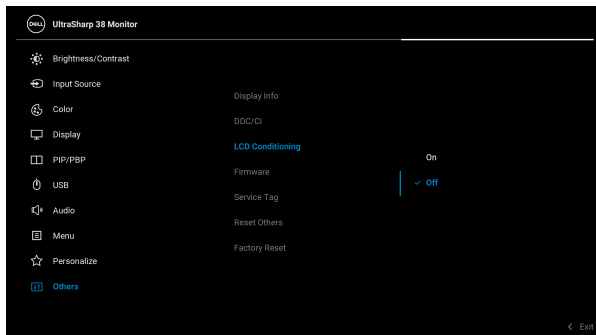 DELL UltraSharp 38 Monitor
Brightness/Contrast
Input Source
Color
Display
PIP/PBP
USB
Audio
Menu
Personalize
Others
Display Info
DDC/CI
LCD Conditioning
Firmware
Service Tag
Reset Others
Factory Reset
On
Off
Exit